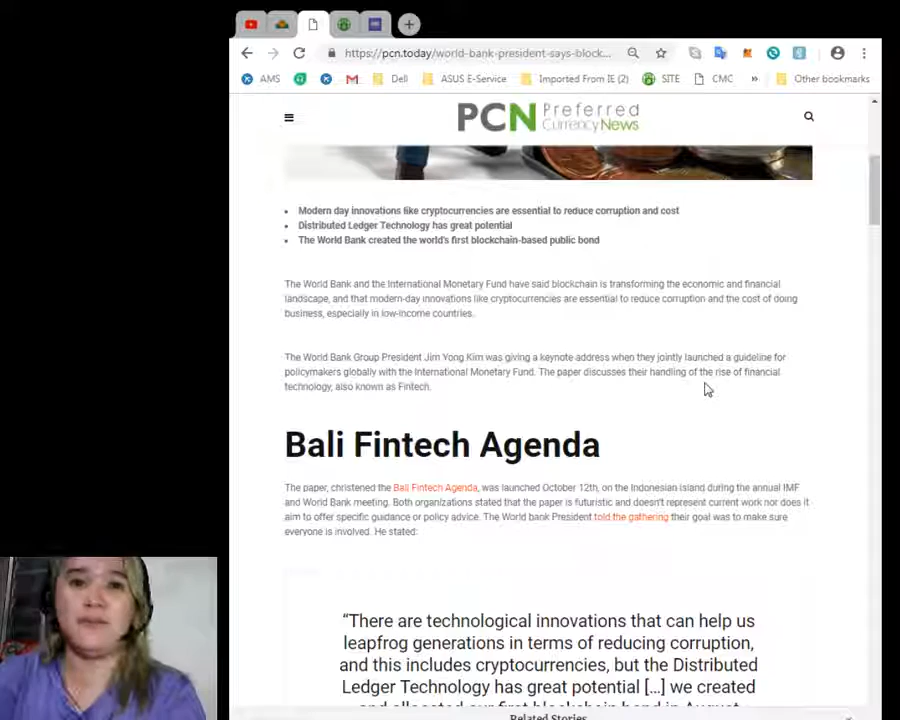 https://pcn.today/world-bank-president-says-block...
AMS
Dell
ASUS E-Service
Imported From IE (2)
SITE
CMC
»
Other bookmarks
PCN Preferred
CurrencyNews
Modern day innovations like cryptocurrencies are essential to reduce corruption and cost
Distributed Ledger Technology has great potential
The World Bank created the world's first blockchain-based public bond
The World Bank and the International Monetary Fund have said blockchain is transforming the economic and financial
landscape, and that modern-day innovations like cryptocurrencies are essential to reduce corruption and the cost of doing
business, especially in low-income countries.
The World Bank Group President Jim Yong Kim was giving a keynote address when they jointly launched a guideline for
policymakers globally with the International Monetary Fund. The paper discusses their handling of the rise of financial
technology, also known as Fintech.
Bali Fintech Agenda
The paper, christened the Bali Fintech Agenda, was launched October 12th, on the Indonesian island during the annual IMF
and World Bank meeting. Both organizations stated that the paper is futuristic and doesn't represent current work nor does it
aim to offer specific guidance or policy advice. The World bank President told the gathering their goal was to make sure
everyone is involved. He stated:
“There are technological innovations that can help us
leapfrog generations in terms of reducing corruption,
and this includes cryptocurrencies, but the Distributed
Ledger Technology has great potential [...] we created
and allocated our first blockchain bond in August
Related Stories